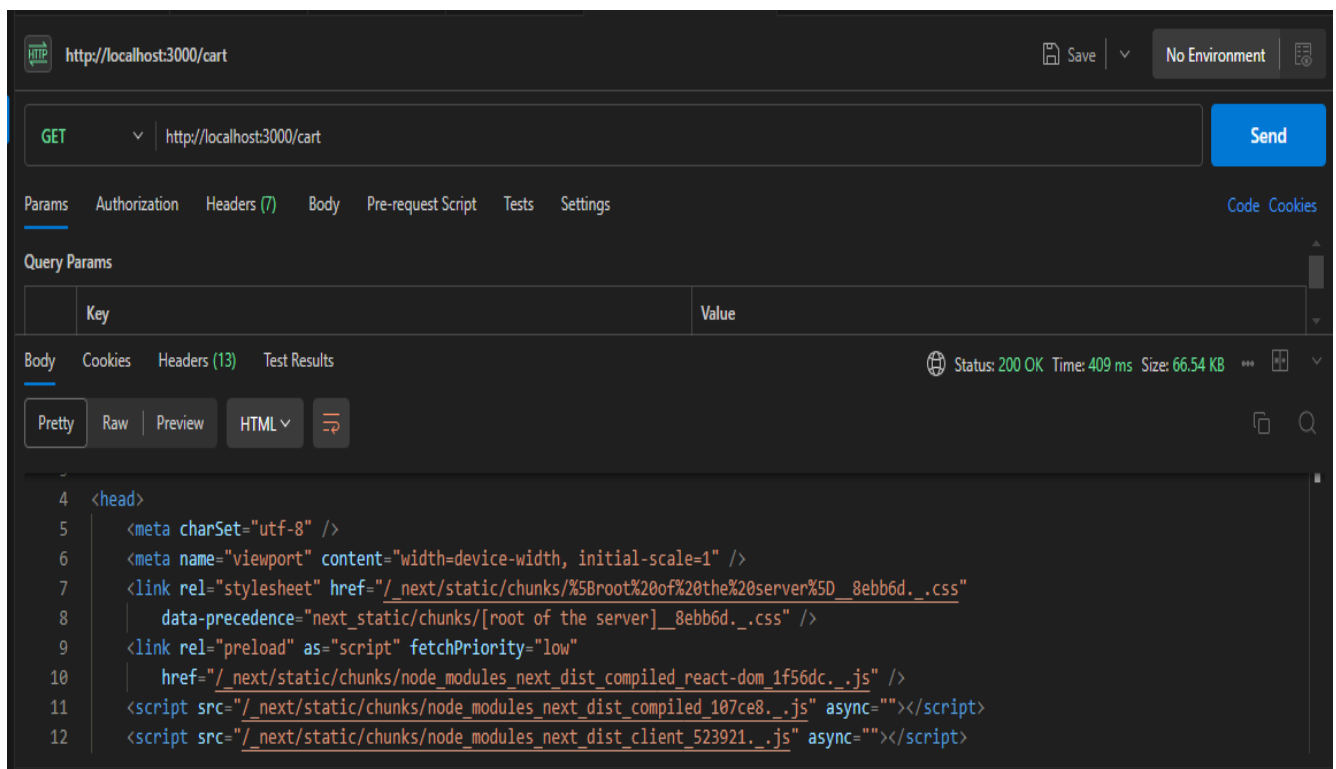 HTTP http://localhost:3000/cart Save No Environment
GET http://localhost:3000/cart Send
Params Authorization Headers (7) Body Pre-request Script Tests Settings Code Cookies
Query Params
Key Value
Body Cookies Headers (13) Test Results Status: 200 OK Time: 409 ms Size: 66.54 KB
Pretty Raw Preview HTML
4 <head>
5 <meta charSet="utf-8" />
6 <meta name="viewport" content="width=device-width, initial-scale=1" />
7 <link rel="stylesheet" href="/_next/static/chunks/%5Broot%20of%20the%20server%5D__8ebb6d._.css"
8 data-precedence="next_static/chunks/[root of the server]__8ebb6d._.css" />
9 <link rel="preload" as="script" fetchPriority="low"
10 href="/_next/static/chunks/node_modules_next_dist_compiled_react-dom_1f56dc._.js" />
11 <script src="/_next/static/chunks/node_modules_next_dist_compiled_107ce8._.js" async=""></script>
12 <script src="/_next/static/chunks/node_modules_next_dist_client_523921._.js" async=""></script>